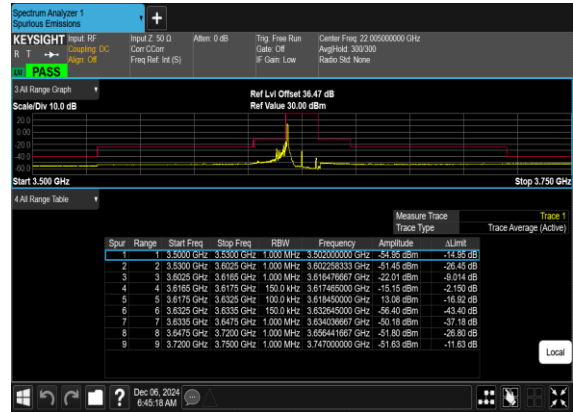 Spectrum Analyzer 1
Spurious Emissions
+
KEYSIGHT Input: RF Input Z: 50 Ω Atten: 0 dB Trig: Free Run Center Freq: 22.005000000 GHz
R T Coupling: DC Corr CCorr Gate: Off Avg|Hold: 300/300
Align: Off Freq Ref: Int (S) IF Gain: Low Radio Std: None
LXI PASS
3 All Range Graph Ref Lvl Offset 36.47 dB
Scale/Div 10.0 dB Ref Value 30.00 dBm
20.0
0.00
-20.0
-40.0
-60.0
Start 3.500 GHz Stop 3.750 GHz
4 All Range Table
Measure Trace Trace 1
Trace Type Trace Average (Active)
Spur Range Start Freq Stop Freq RBW Frequency Amplitude ΔLimit
1 1 3.5000 GHz 3.5300 GHz 1.000 MHz 3.502000000 GHz -54.95 dBm -14.95 dB
2 2 3.5300 GHz 3.6025 GHz 1.000 MHz 3.602258333 GHz -51.45 dBm -26.45 dB
3 3 3.6025 GHz 3.6165 GHz 1.000 MHz 3.616476667 GHz -22.01 dBm -9.014 dB
4 4 3.6165 GHz 3.6175 GHz 150.0 kHz 3.617465000 GHz -15.15 dBm -2.150 dB
5 5 3.6175 GHz 3.6325 GHz 100.0 kHz 3.618450000 GHz 13.08 dBm -16.92 dB
6 6 3.6325 GHz 3.6335 GHz 150.0 kHz 3.632645000 GHz -56.40 dBm -43.40 dB
7 7 3.6335 GHz 3.6475 GHz 1.000 MHz 3.634036667 GHz -50.18 dBm -37.18 dB
8 8 3.6475 GHz 3.7200 GHz 1.000 MHz 3.656441667 GHz -51.80 dBm -26.80 dB
9 9 3.7200 GHz 3.7500 GHz 1.000 MHz 3.747000000 GHz -51.63 dBm -11.63 dB
Local
? Dec 06, 2024
6:45:18 AM